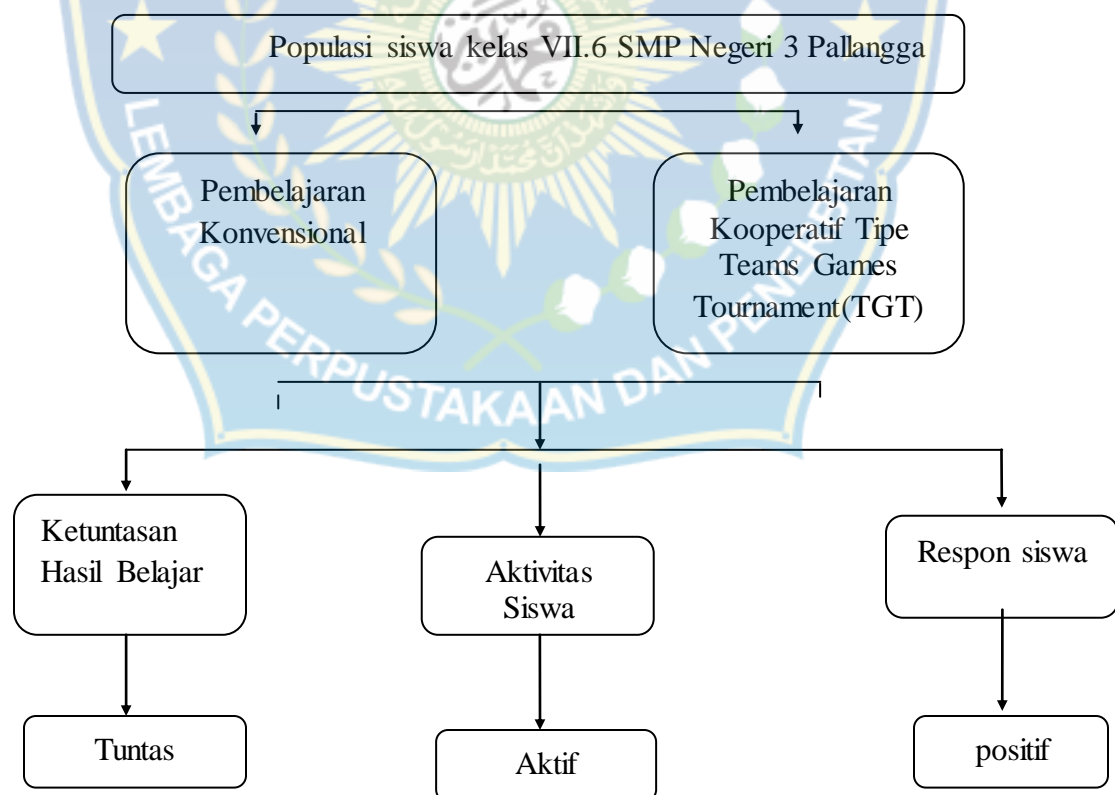 Populasi siswa kelas VII.6 SMP Negeri 3 Pallangga
Pembelajaran
Konvensional
Pembelajaran
Kooperatif Tipe
Teams Games
Tournament(TGT)
LEMBAGA PERPUSTAKAAN DAN PENERBITAN
Ketuntasan
Hasil Belajar
Aktivitas
Siswa
Respon siswa
Tuntas
Aktif
positif